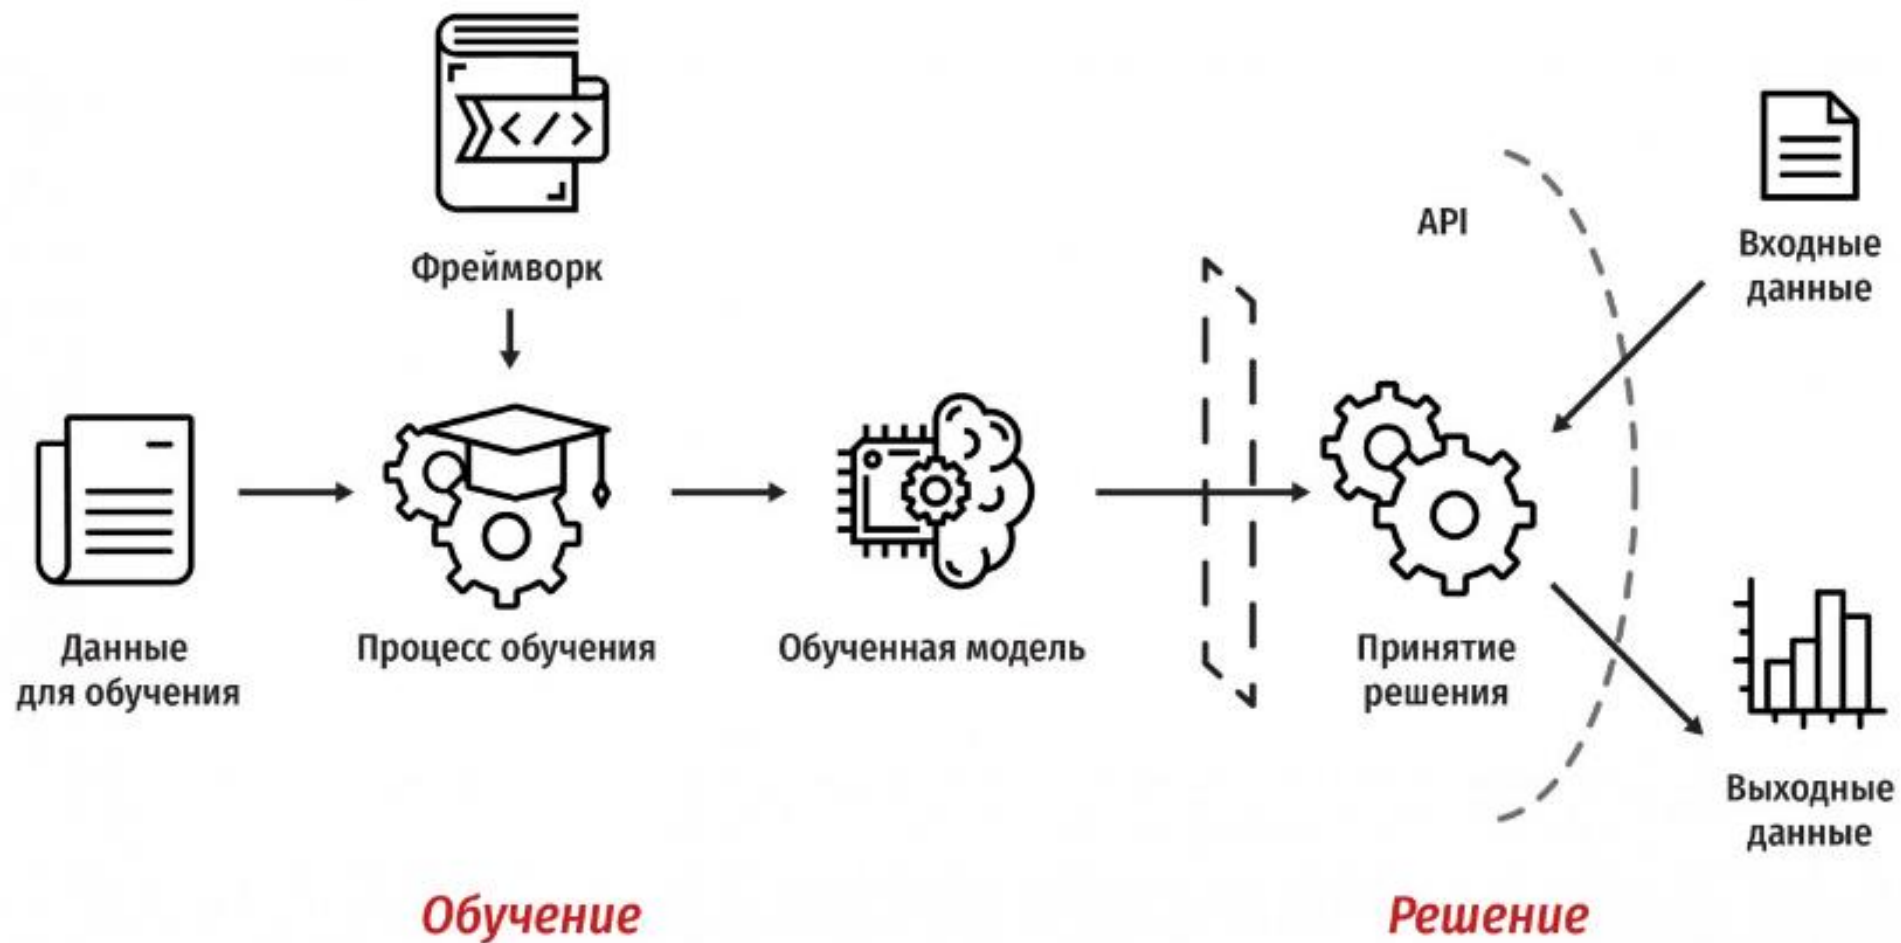 Фреймворк
Данные
для обучения
Процесс обучения
Обученная модель
API
Принятие
решения
Входные
данные
Выходные
данные
Обучение
Решение